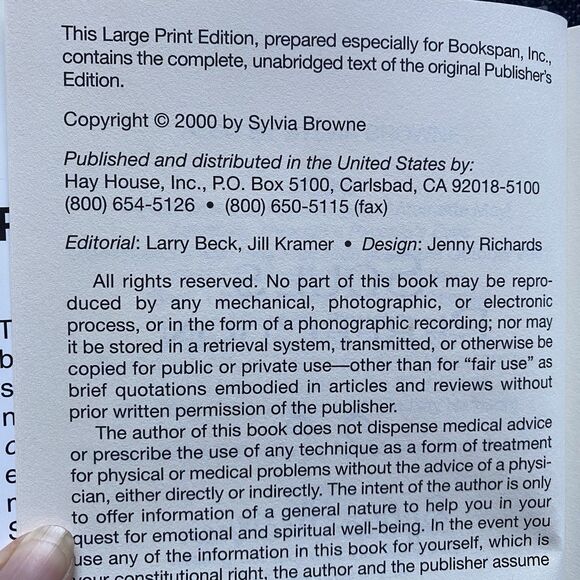 This Large Print Edition, prepared especially for Bookspan, Inc.,
contains the complete, unabridged text of the original Publisher's
Edition.
Copyright © 2000 by Sylvia Browne
Published and distributed in the United States by:
Hay House, Inc., P.O. Box 5100, Carlsbad, CA 92018-5100
(800) 654-5126 • (800) 650-5115 (fax)
Editorial: Larry Beck, Jill Kramer • Design: Jenny Richards
All rights reserved. No part of this book may be repro-
duced by any mechanical, photographic, or electronic
process, or in the form of a phonographic recording; nor may
it be stored in a retrieval system, transmitted, or otherwise be
copied for public or private use—other than for "fair use" as
brief quotations embodied in articles and reviews without
prior written permission of the publisher.
The author of this book does not dispense medical advice
or prescribe the use of any technique as a form of treatment
for physical or medical problems without the advice of a physi-
cian, either directly or indirectly. The intent of the author is only
to offer information of a general nature to help you in your
quest for emotional and spiritual well-being. In the event you
use any of the information in this book for yourself, which is
your constitutional right, the author and the publisher assume